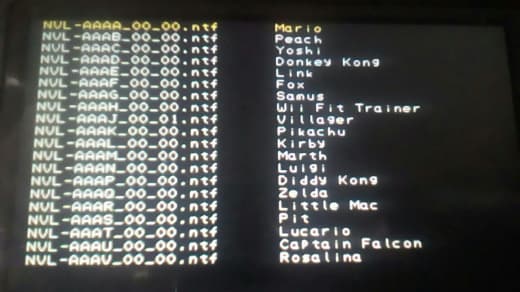 NVL-AAAA_00_00.ntf Mario
NVL-AAAB_00_00.ntf Peach
NVL-AAAC_00_00.ntf Yoshi
NVL-AAAD_00_00.ntf Donkey Kong
NVL-AAAE_00_00.ntf Link
NVL-AAAF_00_00.ntf Fox
NVL-AAAG_00_00.ntf Samus
NVL-AAAH_00_00.ntf Wii Fit Trainer
NVL-AAAJ_00_01.ntf Villager
NVL-AAAK_00_00.ntf Pikachu
NVL-AAAL_00_00.ntf Kirby
NVL-AAAM_00_00.ntf Marth
NVL-AAAN_00_00.ntf Luigi
NVL-AAAP_00_00.ntf Diddy Kong
NVL-AAAQ_00_00.ntf Zelda
NVL-AAAR_00_00.ntf Little Mac
NVL-AAAS_00_00.ntf Pit
NVL-AAAT_00_00.ntf Lucario
NVL-AAAU_00_00.ntf Captain Falcon
NVL-AAAV_00_00.ntf Rosalina